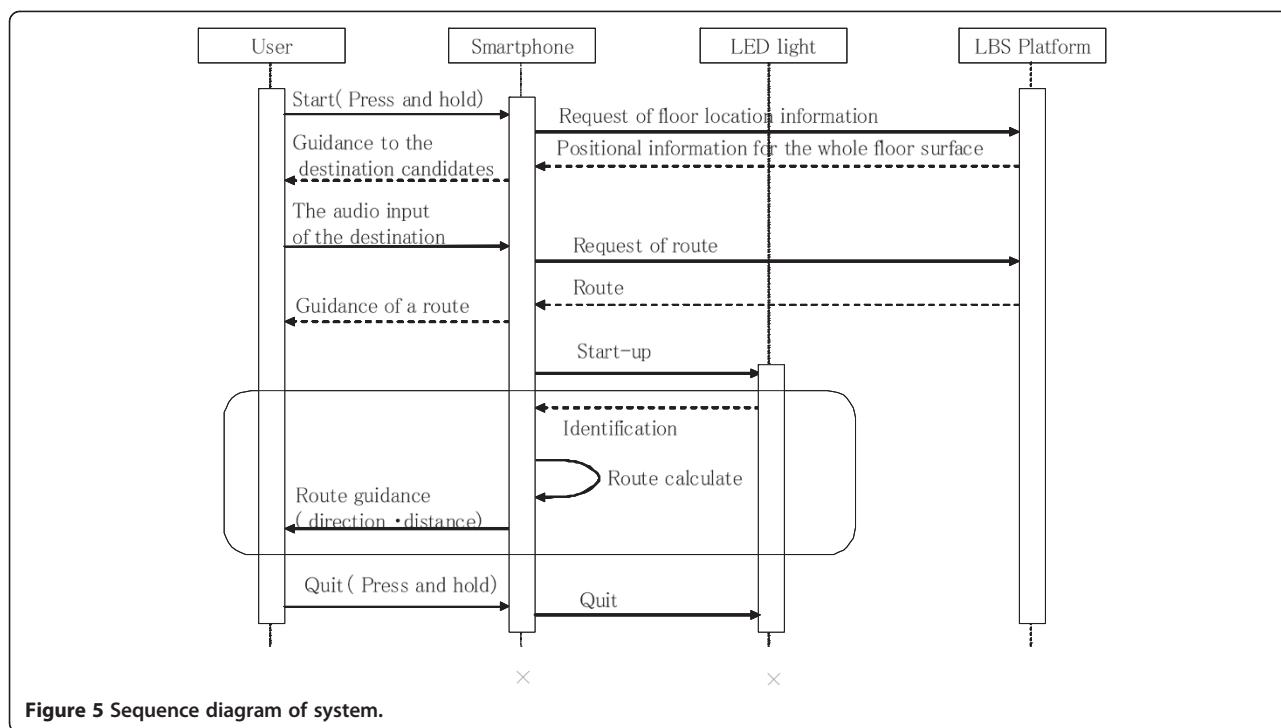 User
Smartphone
LED light
LBS Platform
Start( Press and hold)
Request of floor location information
Guidance to the
destination candidates
Positional information for the whole floor surface
The audio input
of the destination
Request of route
Route
Guidance of a route
Start-up
Identification
Route calculate
Route guidance
( direction ・distance)
Quit ( Press and hold)
Quit
Figure 5 Sequence diagram of system.